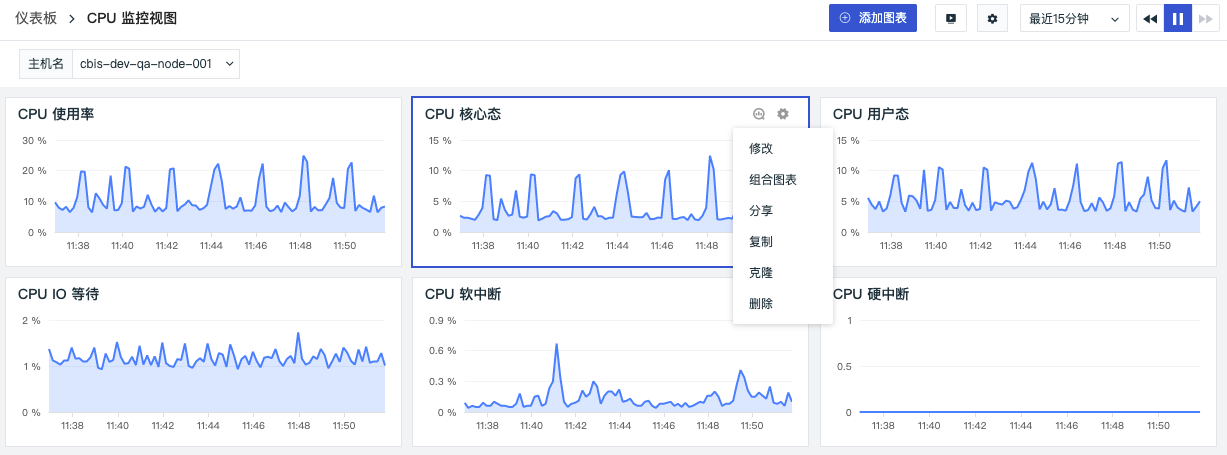 仪表板 > CPU 监控视图
添加图表
最近15分钟
主机名 cbis-dev-qa-node-001
CPU 使用率
30 %
20 %
10 %
0 %
11:38 11:40 11:42 11:44 11:46 11:48 11:50
CPU 核心态
15 %
10 %
5 %
0 %
11:38 11:40 11:42 11:44 11:46 11:48
修改
组合图表
分享
复制
克隆
删除
CPU 用户态
15 %
10 %
5 %
0 %
11:38 11:40 11:42 11:44 11:46 11:48 11:50
CPU IO 等待
2 %
1 %
0 %
11:38 11:40 11:42 11:44 11:46 11:48 11:50
CPU 软中断
0.9 %
0.6 %
0.3 %
0 %
11:38 11:40 11:42 11:44 11:46 11:48 11:50
CPU 硬中断
1
0.5
0
11:38 11:40 11:42 11:44 11:46 11:48 11:50